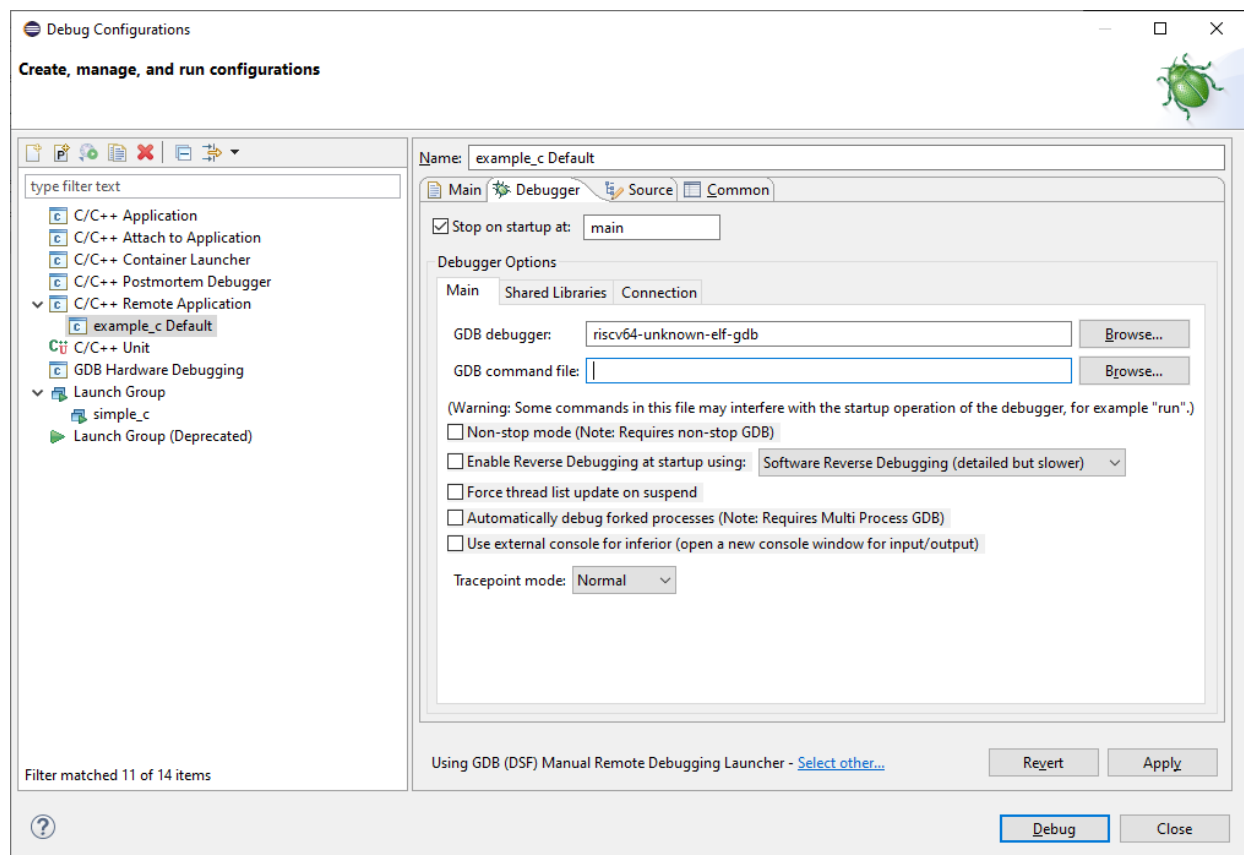 Debug Configurations
Create, manage, and run configurations
type filter text
C/C++ Application
C/C++ Attach to Application
C/C++ Container Launcher
C/C++ Postmortem Debugger
C/C++ Remote Application
example_c Default
C/C++ Unit
GDB Hardware Debugging
Launch Group
simple_c
Launch Group (Deprecated)
Filter matched 11 of 14 items
Name: example_c Default
Main Debugger Source Common
Stop on startup at: main
Debugger Options
Main Shared Libraries Connection
GDB debugger: riscv64-unknown-elf-gdb Browse...
GDB command file: Browse...
(Warning: Some commands in this file may interfere with the startup operation of the debugger, for example "run".)
Non-stop mode (Note: Requires non-stop GDB)
Enable Reverse Debugging at startup using: Software Reverse Debugging (detailed but slower)
Force thread list update on suspend
Automatically debug forked processes (Note: Requires Multi Process GDB)
Use external console for inferior (open a new console window for input/output)
Tracepoint mode: Normal
Using GDB (DSF) Manual Remote Debugging Launcher - Select other... Revert Apply
Debug Close